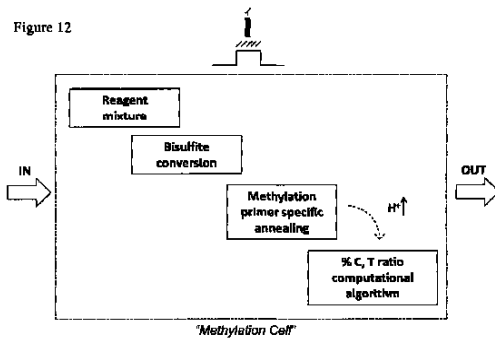 Figure 12
Reagent
mixture
Bisulfite
conversion
IN
OUT
Methylation
primer specific
annealing
H+↑
% C, T ratio
computational
algorithm
"Methylation Cell"